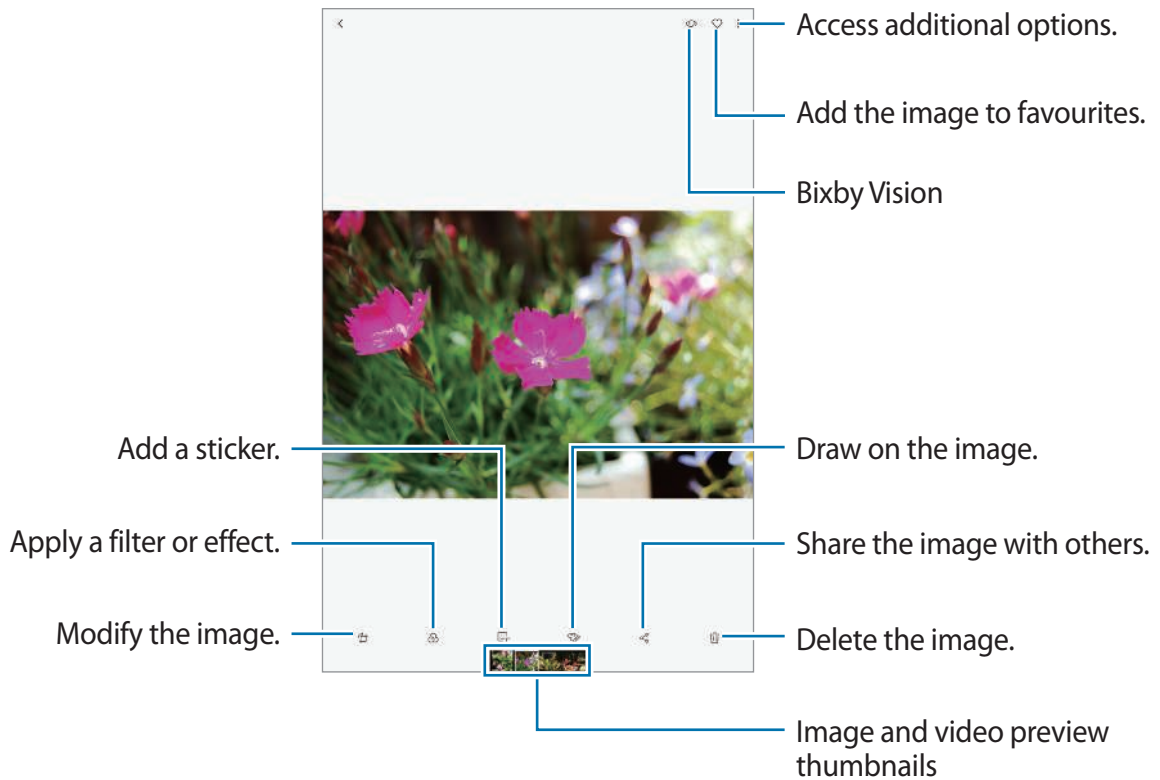 Access additional options.
Add the image to favourites.
Bixby Vision
Add a sticker.
Draw on the image.
Apply a filter or effect.
Share the image with others.
Modify the image.
Delete the image.
Image and video preview
thumbnails